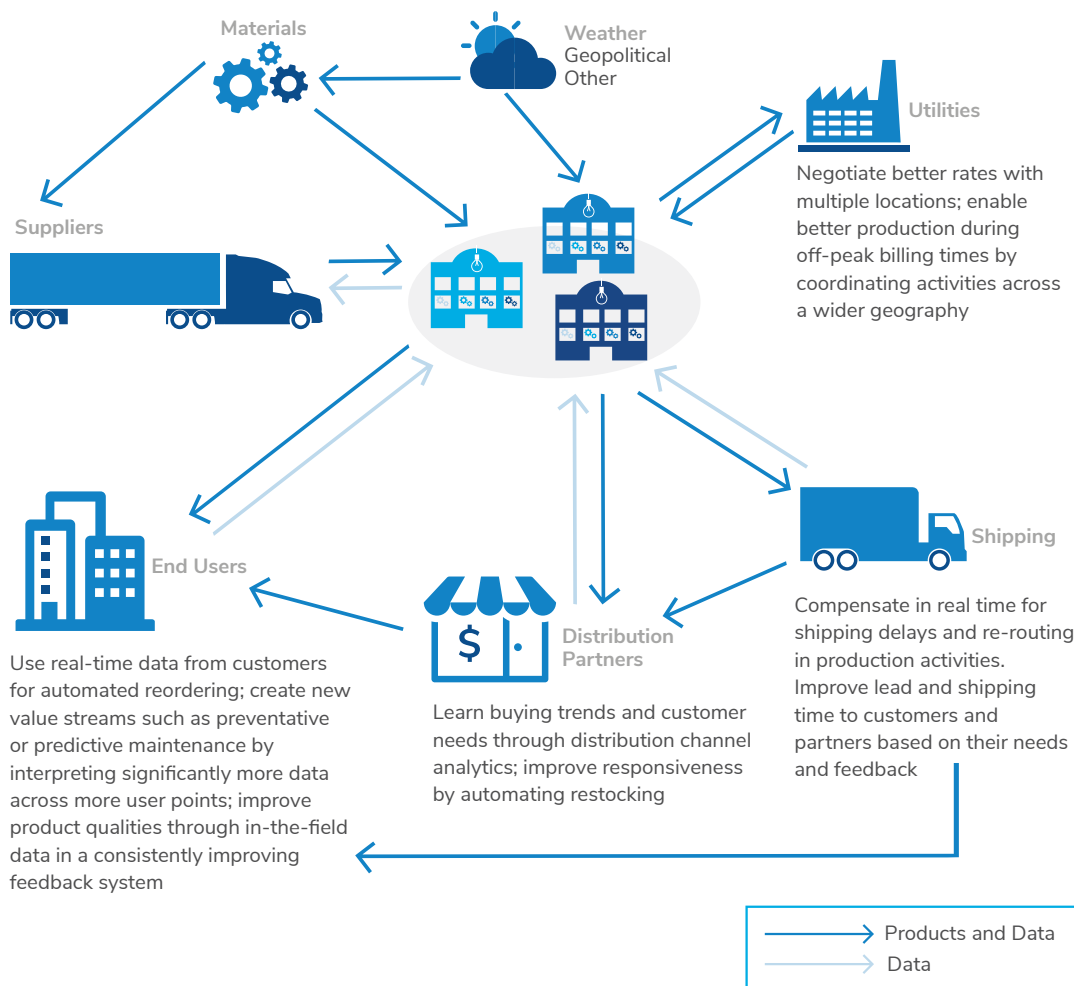 Materials
Weather
Geopolitical
Other
Utilities
Negotiate better rates with
multiple locations; enable
better production during
off-peak billing times by
coordinating activities across
a wider geography
Suppliers
End Users
Use real-time data from customers
for automated reordering; create new
value streams such as preventative
or predictive maintenance by
interpreting significantly more data
across more user points; improve
product qualities through in-the-field
data in a consistently improving
feedback system
$
Distribution
Partners
Learn buying trends and customer
needs through distribution channel
analytics; improve responsiveness
by automating restocking
Shipping
Compensate in real time for
shipping delays and re-routing
in production activities.
Improve lead and shipping
time to customers and
partners based on their needs
and feedback
Products and Data
Data